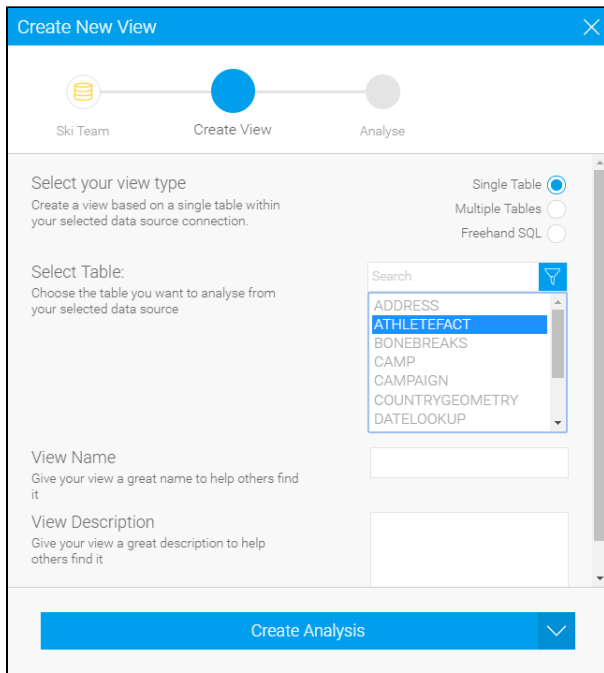 Create New View
Ski Team
Create View
Analyse
Select your view type
Create a view based on a single table within
your selected data source connection.
Single Table
Multiple Tables
Freehand SQL
Select Table:
Choose the table you want to analyse from
your selected data source
Search
ADDRESS
ATHLETEFACT
BONEBREAKS
CAMP
CAMPAIGN
COUNTRYGEOMETRY
DATELOOKUP
View Name
Give your view a great name to help others find
it
View Description
Give your view a great description to help
others find it
Create Analysis